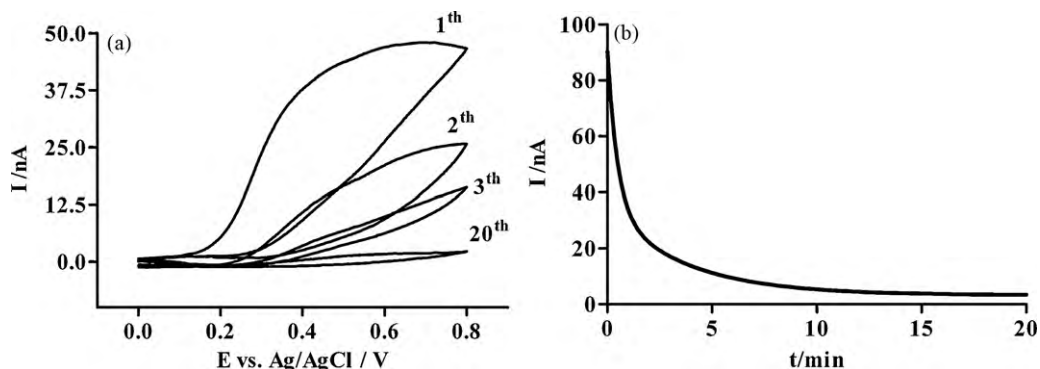 (a)
50.0
37.5
25.0
12.5
0.0
I /nA
1th
2th
3th
20th
0.0 0.2 0.4 0.6 0.8
E vs. Ag/AgCl / V
(b)
100
80
60
40
20
0
I /nA
0 5 10 15 20
t/min